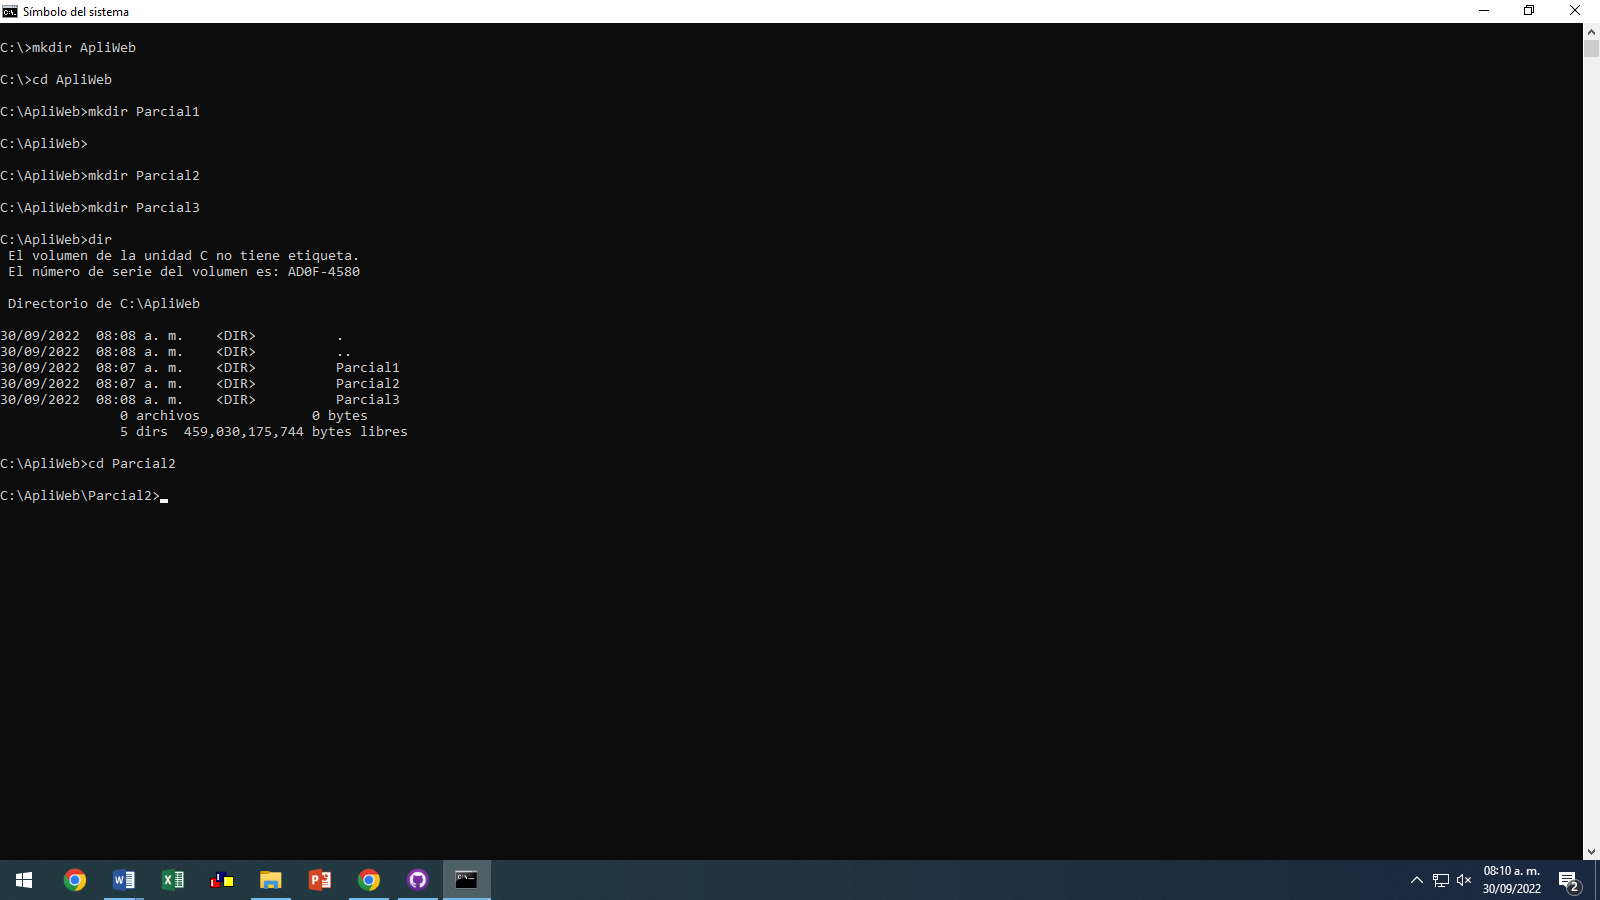 Símbolo del sistema
C:\>mkdir ApliWeb
C:\>cd ApliWeb
C:\ApliWeb>mkdir Parcial1
C:\ApliWeb>
C:\ApliWeb>mkdir Parcial2
C:\ApliWeb>mkdir Parcial3
C:\ApliWeb>dir
 El volumen de la unidad C no tiene etiqueta.
 El número de serie del volumen es: AD0F-4580
 Directorio de C:\ApliWeb
30/09/2022  08:08 a. m.    <DIR>          .
30/09/2022  08:08 a. m.    <DIR>          ..
30/09/2022  08:07 a. m.    <DIR>          Parcial1
30/09/2022  08:07 a. m.    <DIR>          Parcial2
30/09/2022  08:08 a. m.    <DIR>          Parcial3
               0 archivos              0 bytes
               5 dirs  459,030,175,744 bytes libres
C:\ApliWeb>cd Parcial2
C:\ApliWeb\Parcial2>
08:10 a. m.
30/09/2022
2